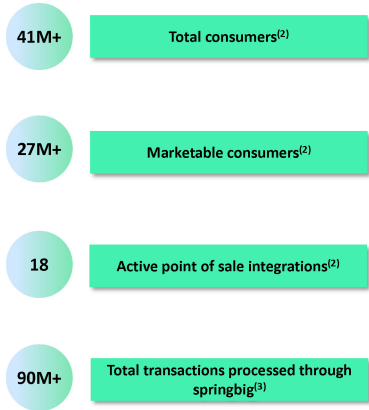 41M+
Total consumers(2)
27M+
Marketable consumers(2)
18
Active point of sale integrations(2)
90M+
Total transactions processed through
springbig(3)